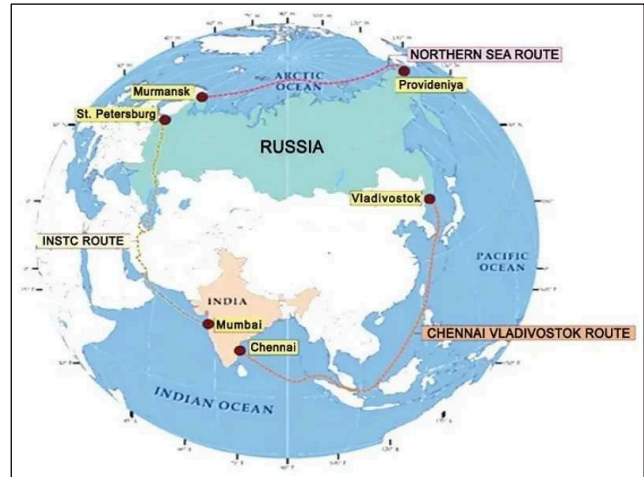 NORTHERN SEA ROUTE
ARCTIC
OCEAN
Murmansk
Provideniya
St. Petersburg
RUSSIA
Vladivostok
INSTC ROUTE
PACIFIC
OCEAN
INDIA
Mumbai
CHENNAI VLADIVOSTOK ROUTE
Chennai
INDIAN OCEAN